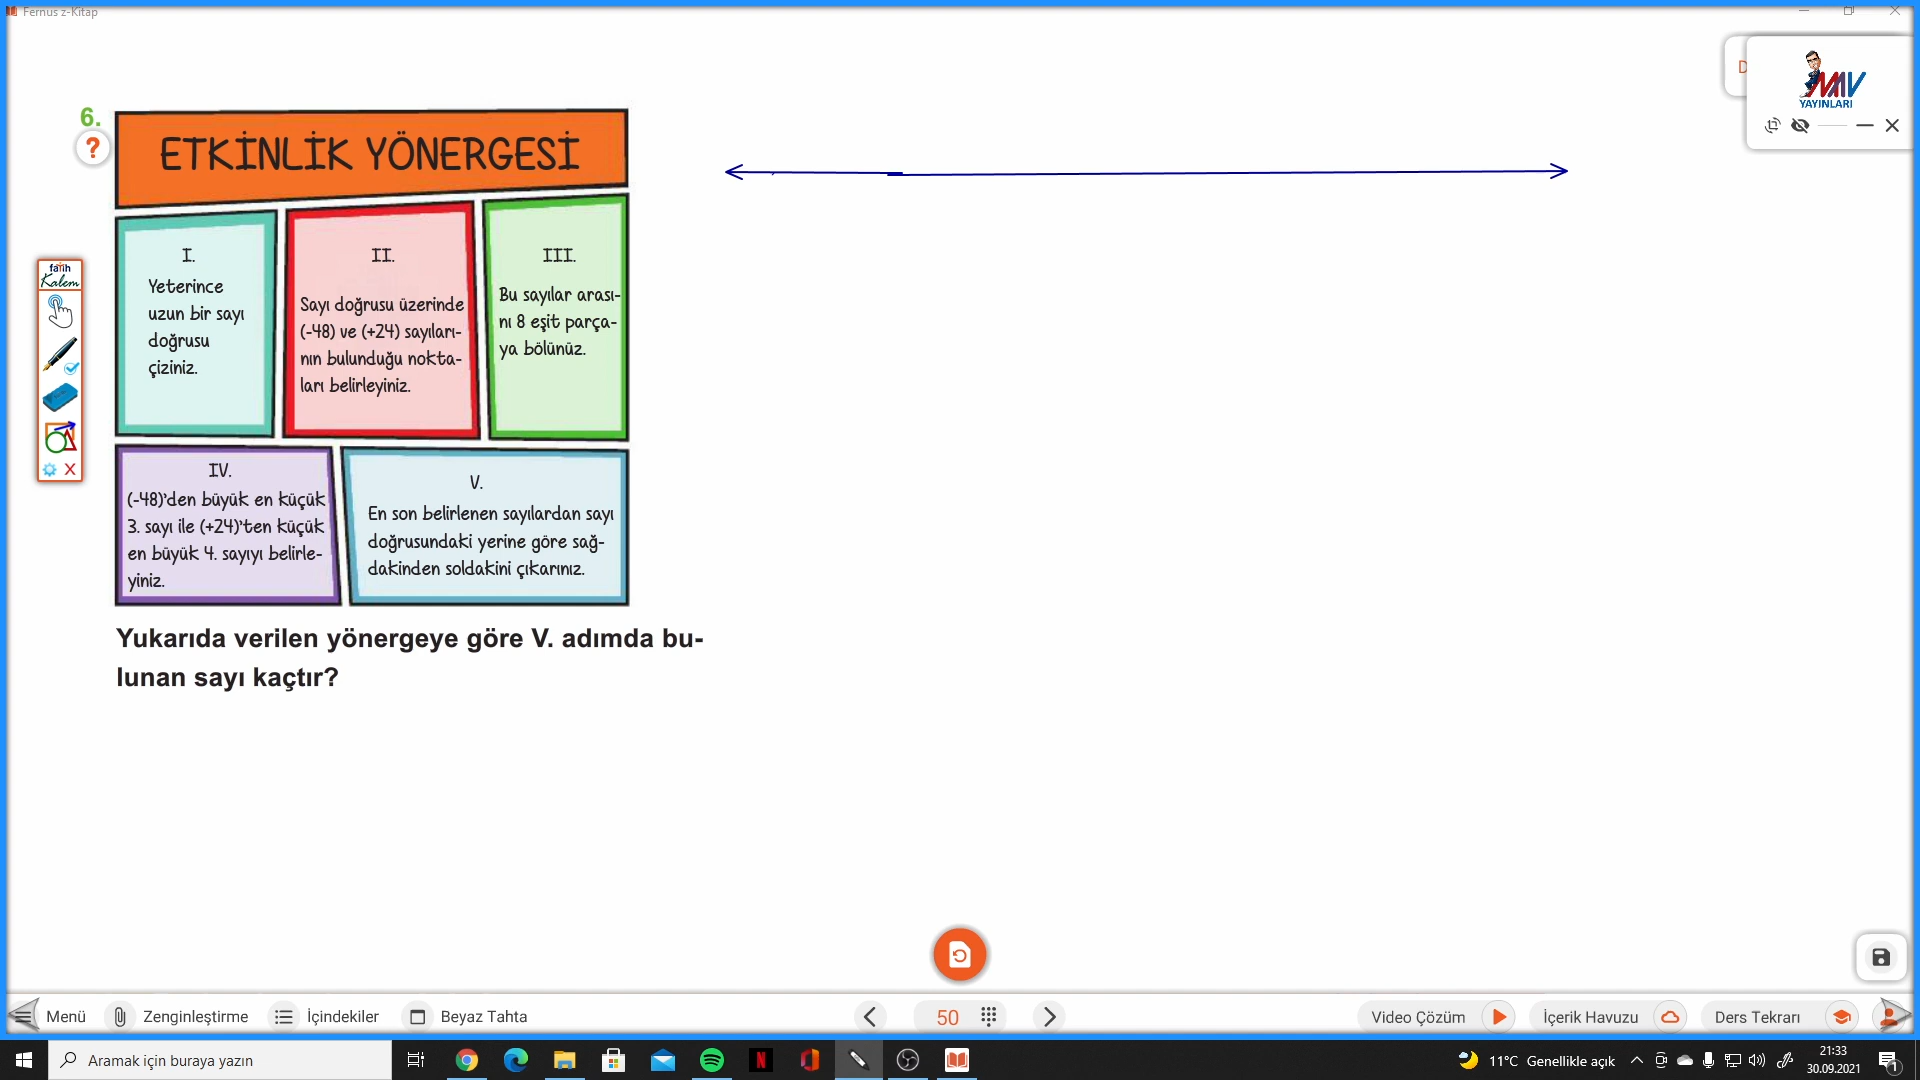 Fernus z-Kitap
D
MAV
YAYINLARI
6.
?
ETKİNLİK YÖNERGESİ
I.
Yeterince
uzun bir sayı
doğrusu
çiziniz.
II.
Sayı doğrusu üzerinde
(-48) ve (+24) sayıları-
nın bulunduğu nokta-
ları belirleyiniz.
III.
Bu sayılar arası-
nı 8 eşit parça-
ya bölünüz.
fatih
Kalem
IV.
(-48)'den büyük en küçük
3. sayı ile (+24)'ten küçük
en büyük 4. sayıyı belirle-
yiniz.
V.
En son belirlenen sayılardan sayı
doğrusundaki yerine göre sağ-
dakinden soldakini çıkarınız.
Yukarıda verilen yönergeye göre V. adımda bu-
lunan sayı kaçtır?
Menü
Zenginleştirme
İçindekiler
Beyaz Tahta
50
Video Çözüm
İçerik Havuzu
Ders Tekrarı
Aramak için buraya yazın
11°C Genellikle açık
21:33
30.09.2021
1